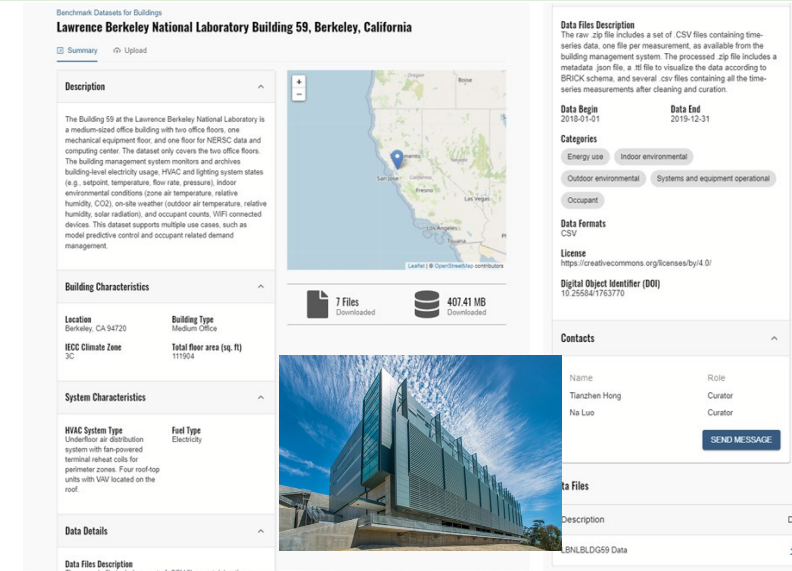 Benchmark Datasets for Buildings
Lawrence Berkeley National Laboratory Building 59, Berkeley, California
Summary
Upload
Description
The Building 59 at the Lawrence Berkeley National Laboratory is
a medium-sized office building with two office floors, one
mechanical equipment floor, and one floor for NERSC data and
computing center. The dataset only covers the two office floors.
The building management system monitors and archives
building-level electricity usage, HVAC and lighting system states
(e.g., setpoint, temperature, flow rate, pressure), indoor
environmental conditions (zone air temperature, relative
humidity, CO2), on-site weather (outdoor air temperature, relative
humidity, solar radiation), and occupant counts, WIFI connected
devices. This dataset supports multiple use cases, such as
model predictive control and occupant related demand
management.
Building Characteristics
Location
Berkeley, CA 94720
Building Type
Medium Office
IECC Climate Zone
3C
Total floor area (sq. ft)
111904
System Characteristics
HVAC System Type
Underfloor air distribution
system with fan-powered
terminal reheat coils for
perimeter zones. Four roof-top
units with VAV located on the
roof.
Fuel Type
Electricity
Data Details
Data Files Description
+
−
Oregon
Boise
Nevada
San Jose
California
Fresno
Las Vegas
Los Angeles
Tijuana
Leaflet | © OpenStreetMap contributors
7 Files
Downloaded
407.41 MB
Downloaded
Data Files Description
The raw .zip file includes a set of .CSV files containing time-
series data, one file per measurement, as available from the
building management system. The processed .zip file includes a
metadata .json file, a .ttl file to visualize the data according to
BRICK schema, and several .csv files containing all the time-
series measurements after cleaning and curation.
Data Begin
2018-01-01
Data End
2019-12-31
Categories
Energy use
Indoor environmental
Outdoor environmental
Systems and equipment operational
Occupant
Data Formats
CSV
License
https://creativecommons.org/licenses/by/4.0/
Digital Object Identifier (DOI)
10.25584/1763770
Contacts
Name
Role
Tianzhen Hong
Curator
Na Luo
Curator
SEND MESSAGE
ta Files
Description
D
LBNLBLDG59 Data